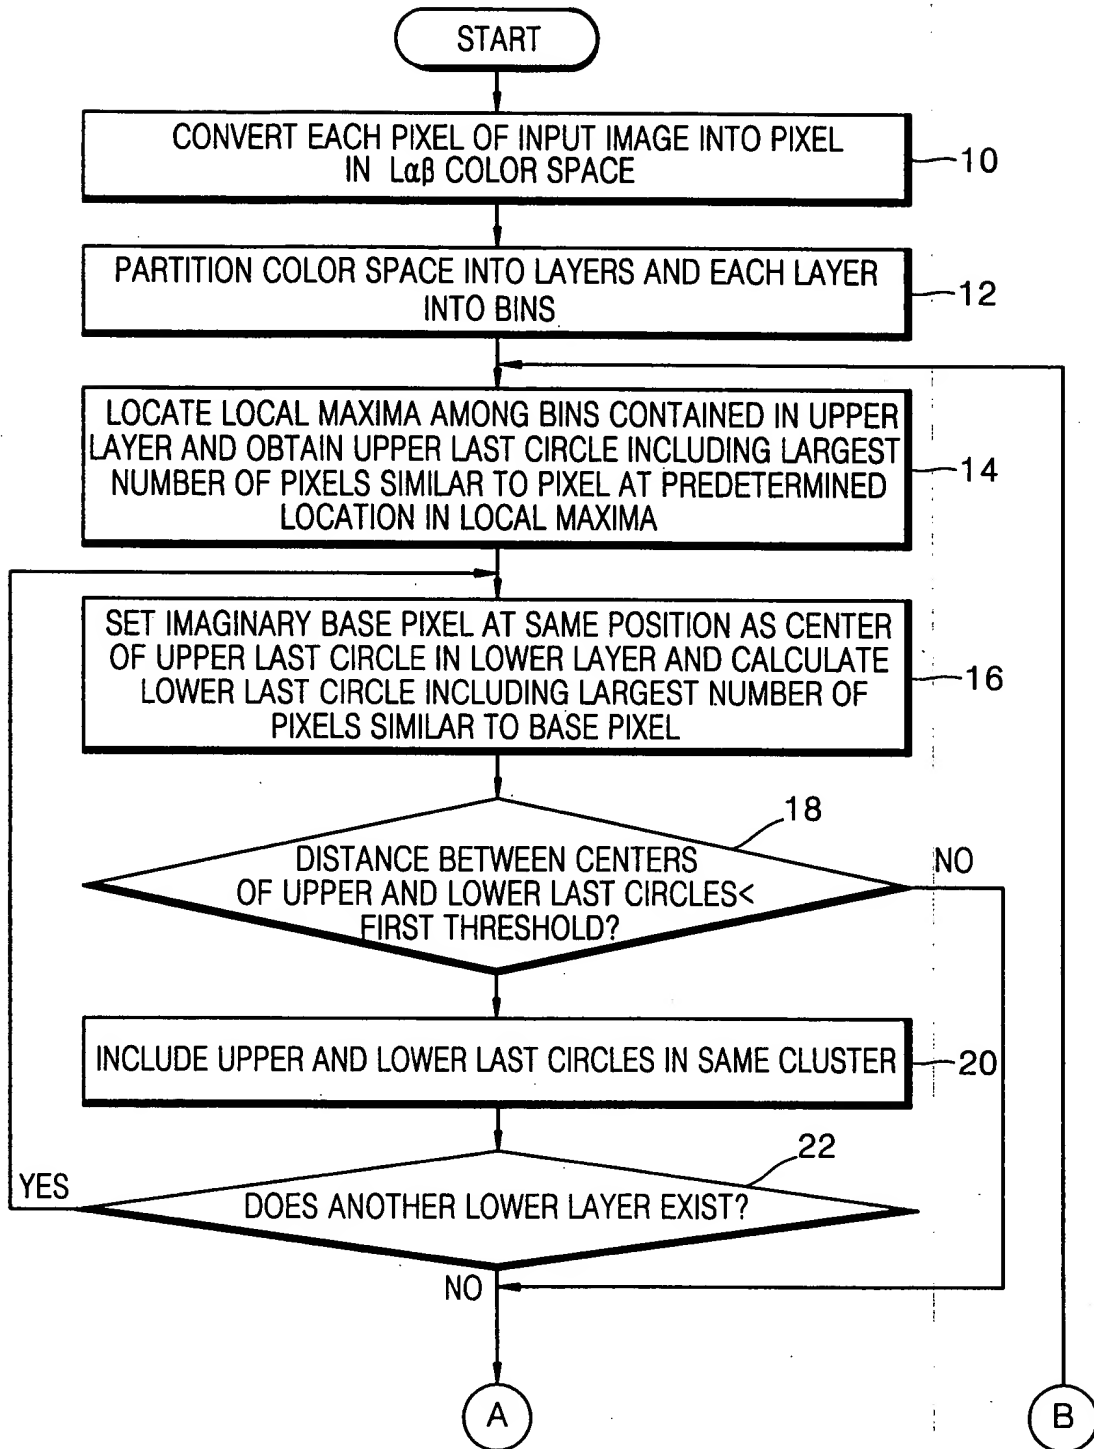 START
CONVERT EACH PIXEL OF INPUT IMAGE INTO PIXEL
IN Lαβ COLOR SPACE
10
PARTITION COLOR SPACE INTO LAYERS AND EACH LAYER
INTO BINS
12
LOCATE LOCAL MAXIMA AMONG BINS CONTAINED IN UPPER
LAYER AND OBTAIN UPPER LAST CIRCLE INCLUDING LARGEST
NUMBER OF PIXELS SIMILAR TO PIXEL AT PREDETERMINED
LOCATION IN LOCAL MAXIMA
14
SET IMAGINARY BASE PIXEL AT SAME POSITION AS CENTER
OF UPPER LAST CIRCLE IN LOWER LAYER AND CALCULATE
LOWER LAST CIRCLE INCLUDING LARGEST NUMBER OF
PIXELS SIMILAR TO BASE PIXEL
16
18
DISTANCE BETWEEN CENTERS
OF UPPER AND LOWER LAST CIRCLES<
FIRST THRESHOLD?
NO
INCLUDE UPPER AND LOWER LAST CIRCLES IN SAME CLUSTER
20
22
YES
DOES ANOTHER LOWER LAYER EXIST?
NO
A
B